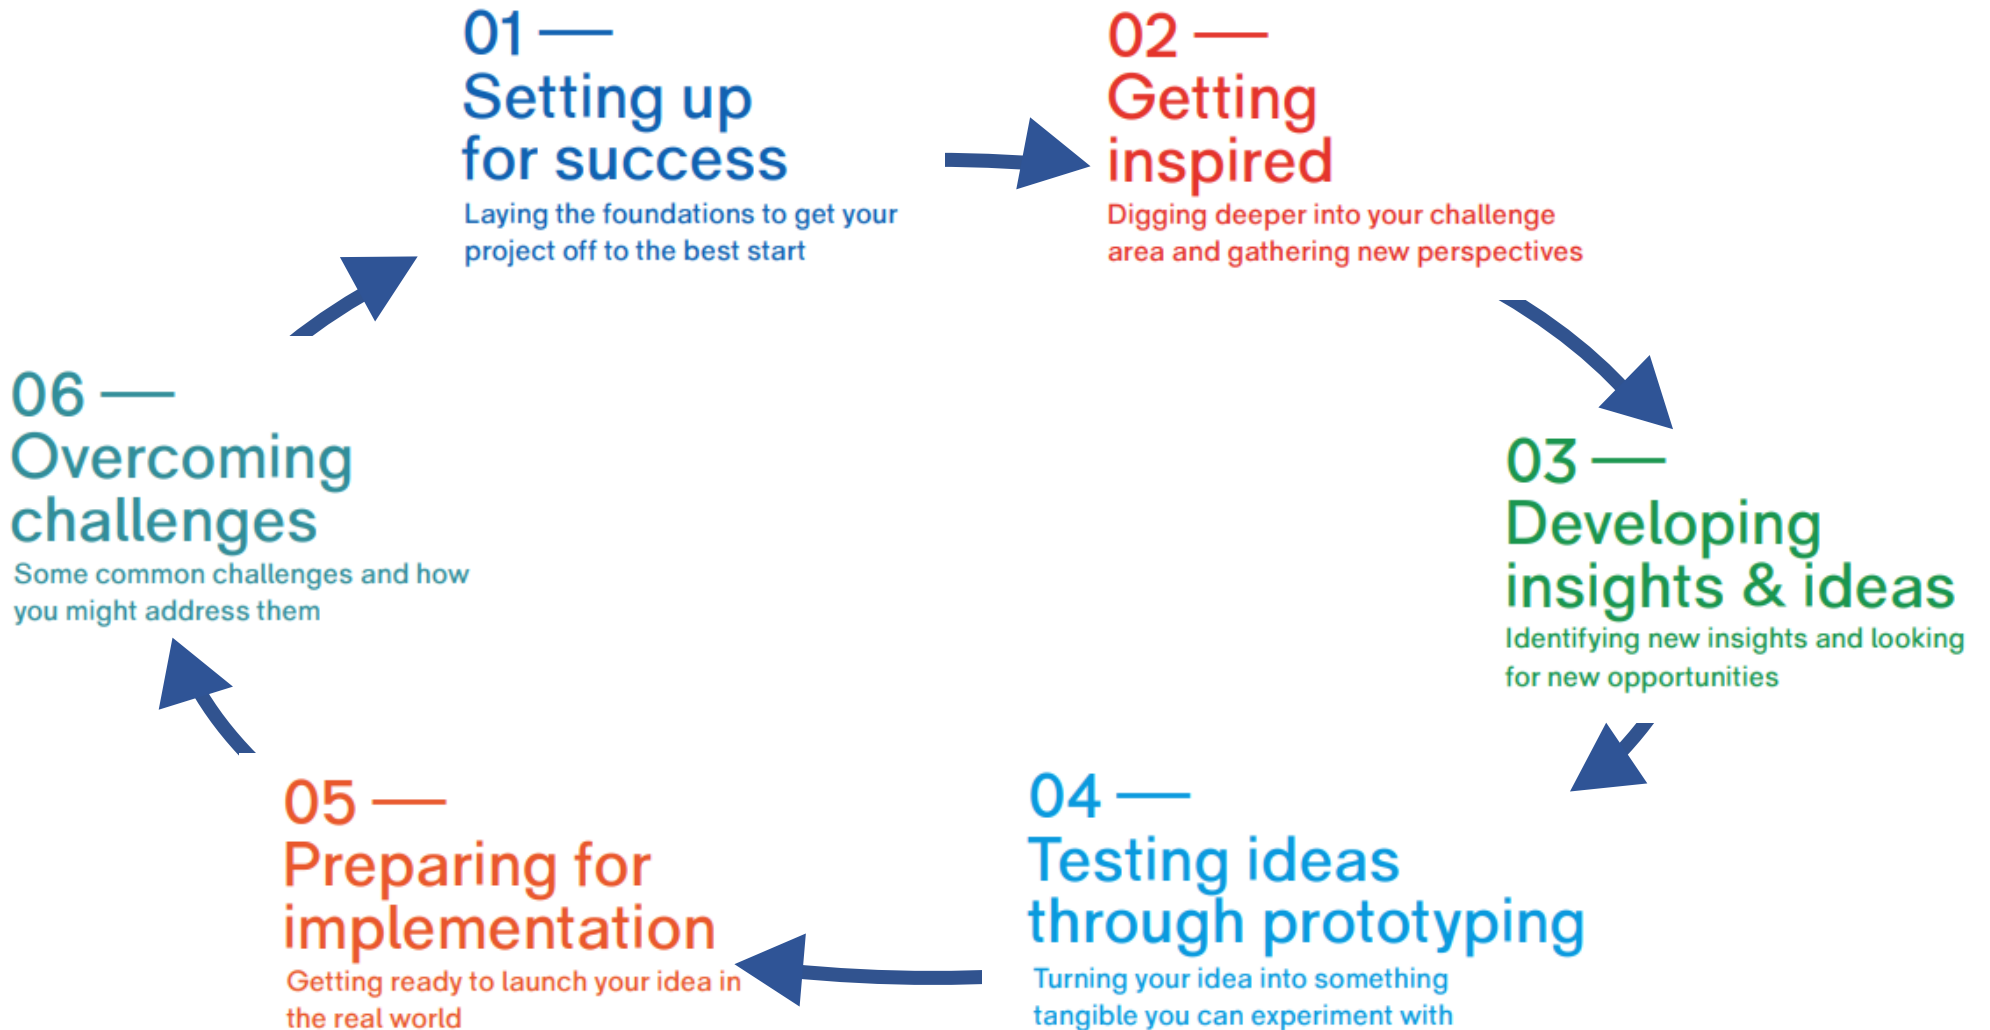 01 —
Setting up
for success
Laying the foundations to get your
project off to the best start
02 —
Getting
inspired
Digging deeper into your challenge
area and gathering new perspectives
03 —
Developing
insights & ideas
Identifying new insights and looking
for new opportunities
04 —
Testing ideas
through prototyping
Turning your idea into something
tangible you can experiment with
05 —
Preparing for
implementation
Getting ready to launch your idea in
the real world
06 —
Overcoming
challenges
Some common challenges and how
you might address them